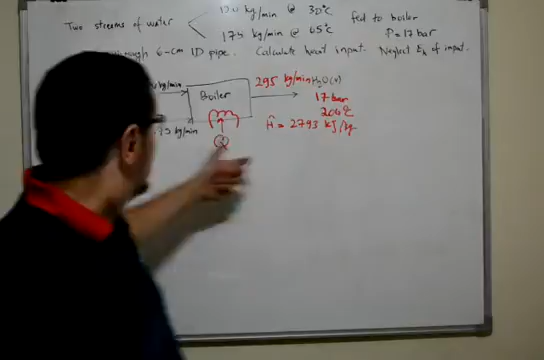 Two streams of water 120 kg/min @ 30°C fed to boiler
175 kg/min @ 65°C P=17 bar
6-cm ID pipe. Calculate heat input. Neglect Ek of input.
kg/min 295 kg/min H2O(v)
Boiler 17 bar
204°C
kg/min Ĥ = 2793 kJ/kg
Q